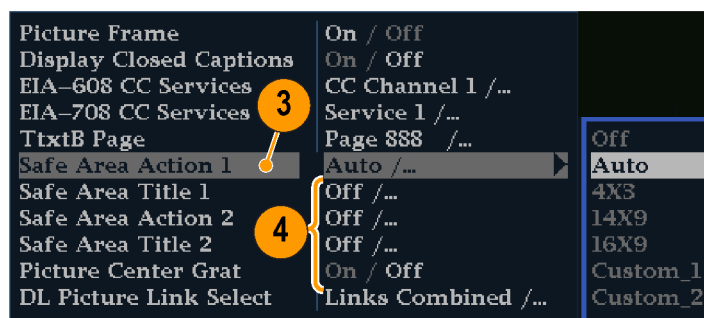 Picture Frame On / Off
Display Closed Captions On / Off
EIA–608 CC Services CC Channel 1 /...
EIA–708 CC Services Service 1 /...
3
TtxtB Page Page 888 /... Off
Safe Area Action 1 Auto /... Auto
Safe Area Title 1 Off /... 4X3
Safe Area Action 2 Off /... 14X9
4
Safe Area Title 2 Off /... 16X9
Picture Center Grat On / Off Custom_1
DL Picture Link Select Links Combined /... Custom_2